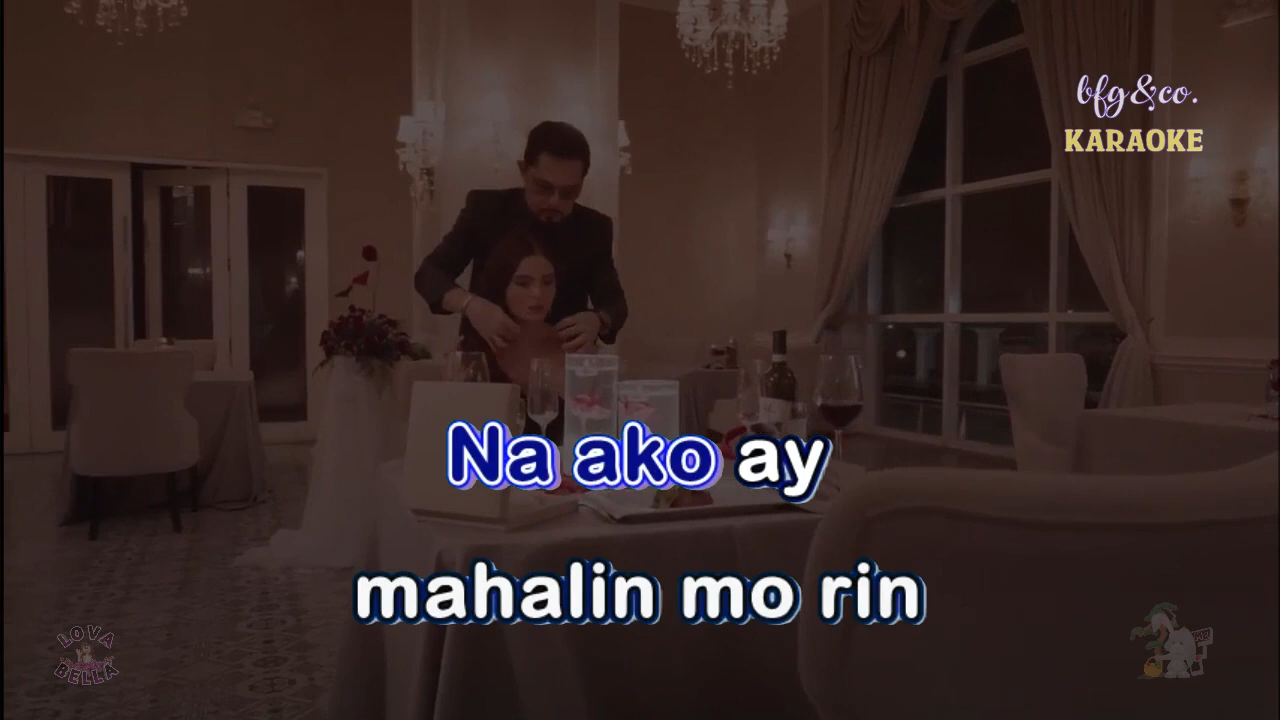 bfg&co.
KARAOKE
Na ako ay
mahalin mo rin
LOVA
BELLA